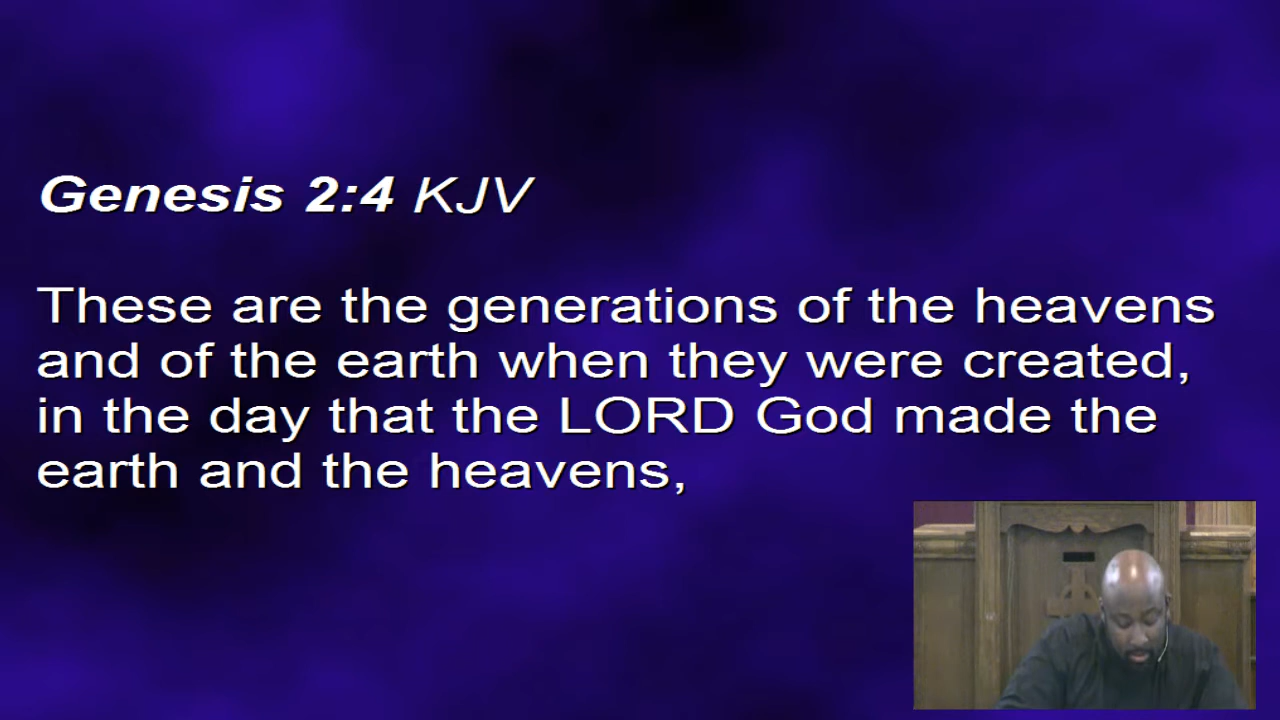 Genesis 2:4 KJV
These are the generations of the heavens
and of the earth when they were created,
in the day that the LORD God made the
earth and the heavens,